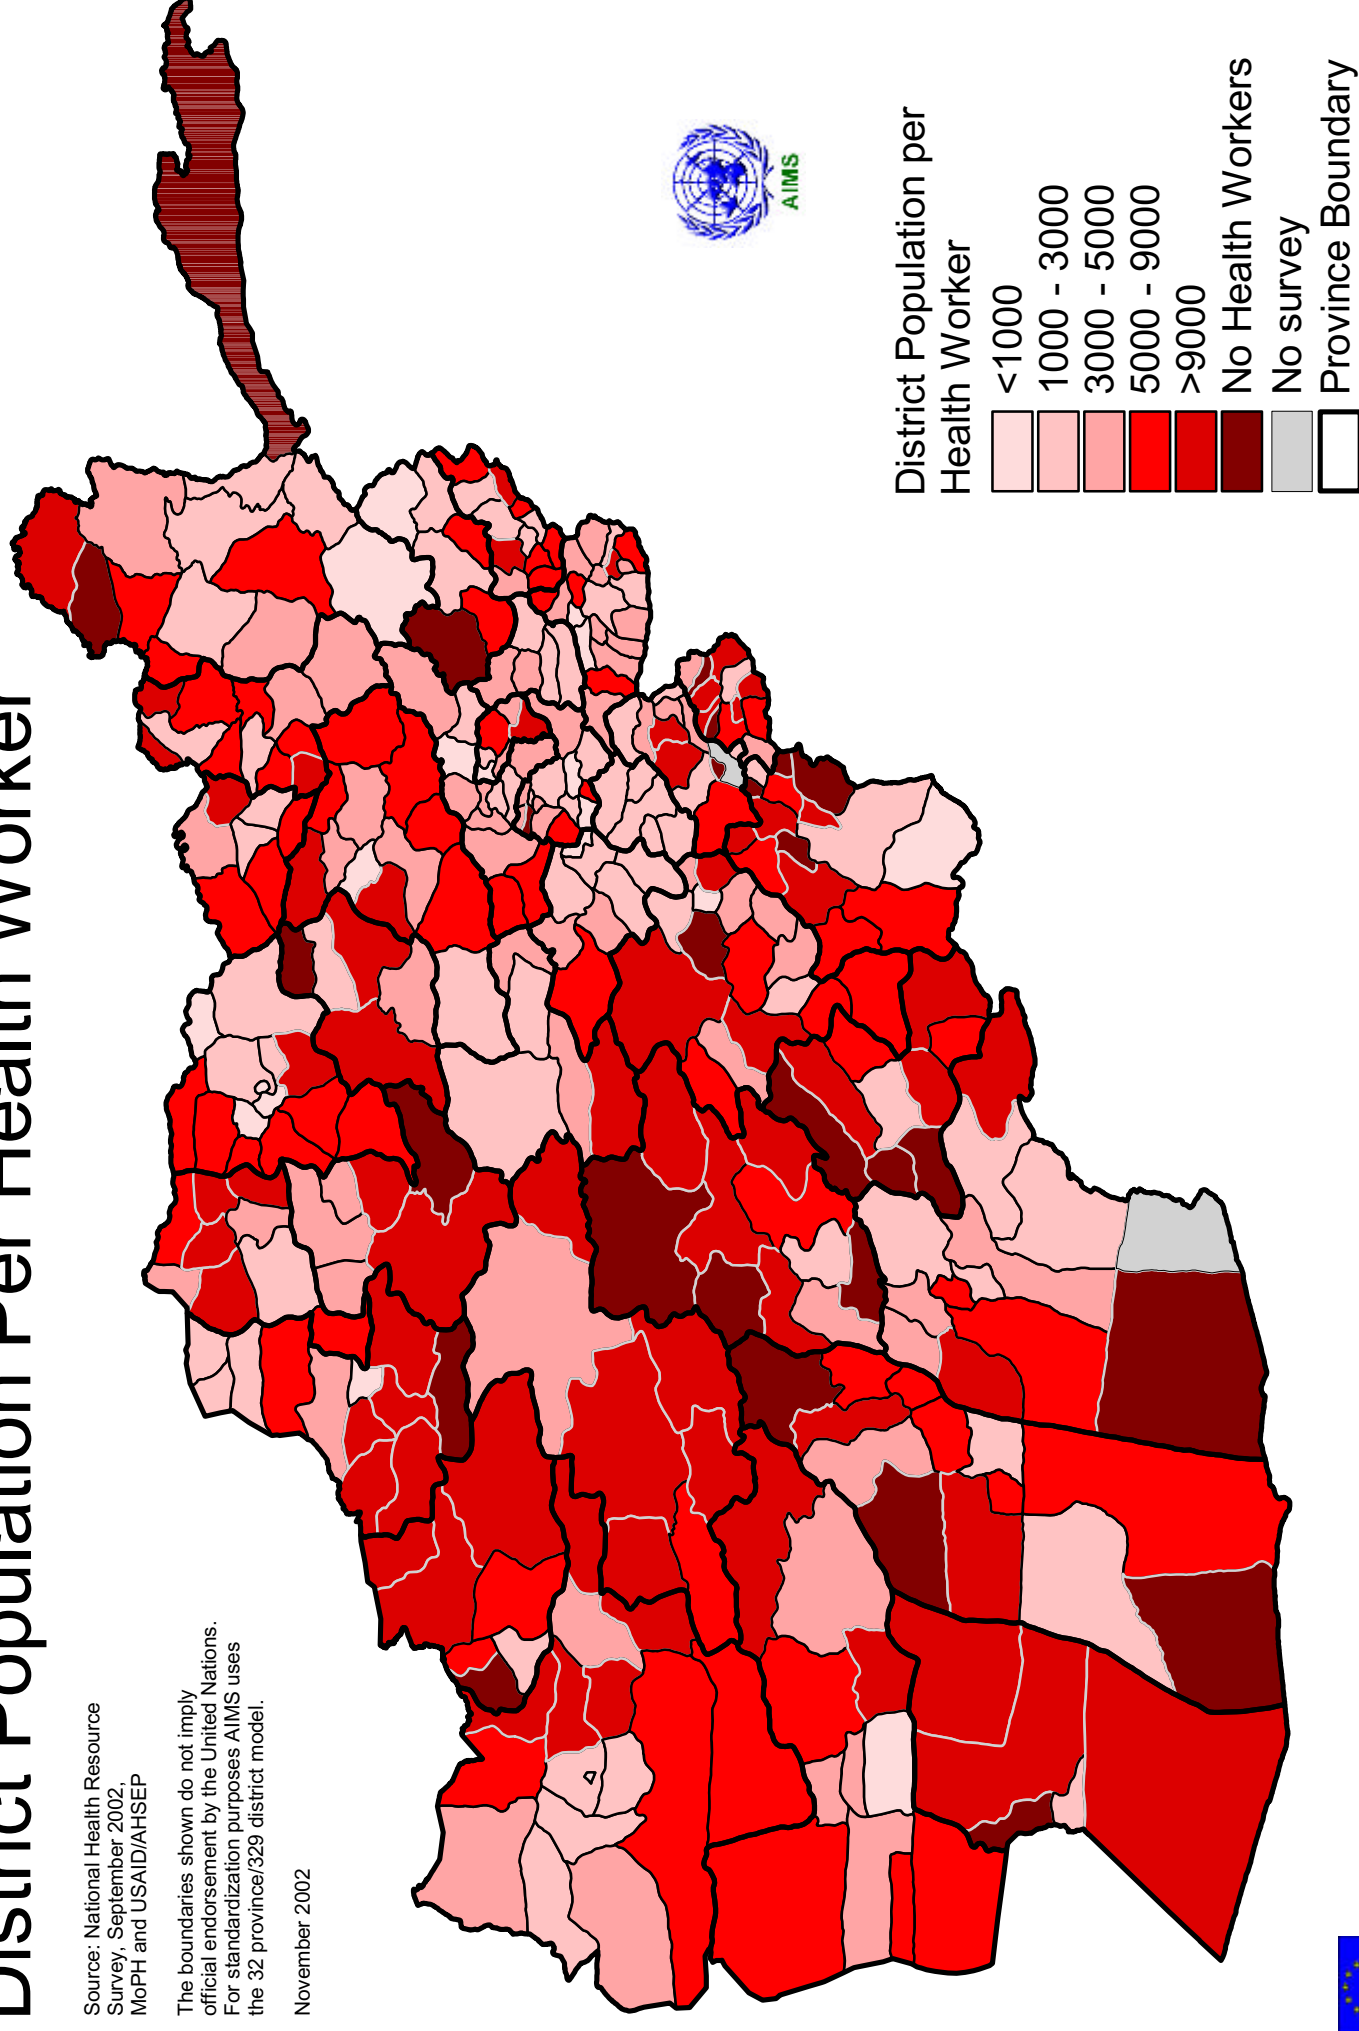 District Population Per Health Worker
Source: National Health Resource
Survey, September 2002,
MoPH and USAID/AHSEP
The boundaries shown do not imply
official endorsement by the United Nations.
For standardization purposes AIMS uses
the 32 province/329 district model.
November 2002
AIMS
District Population per
Health Worker
<1000
1000 - 3000
3000 - 5000
5000 - 9000
>9000
No Health Workers
No survey
Province Boundary